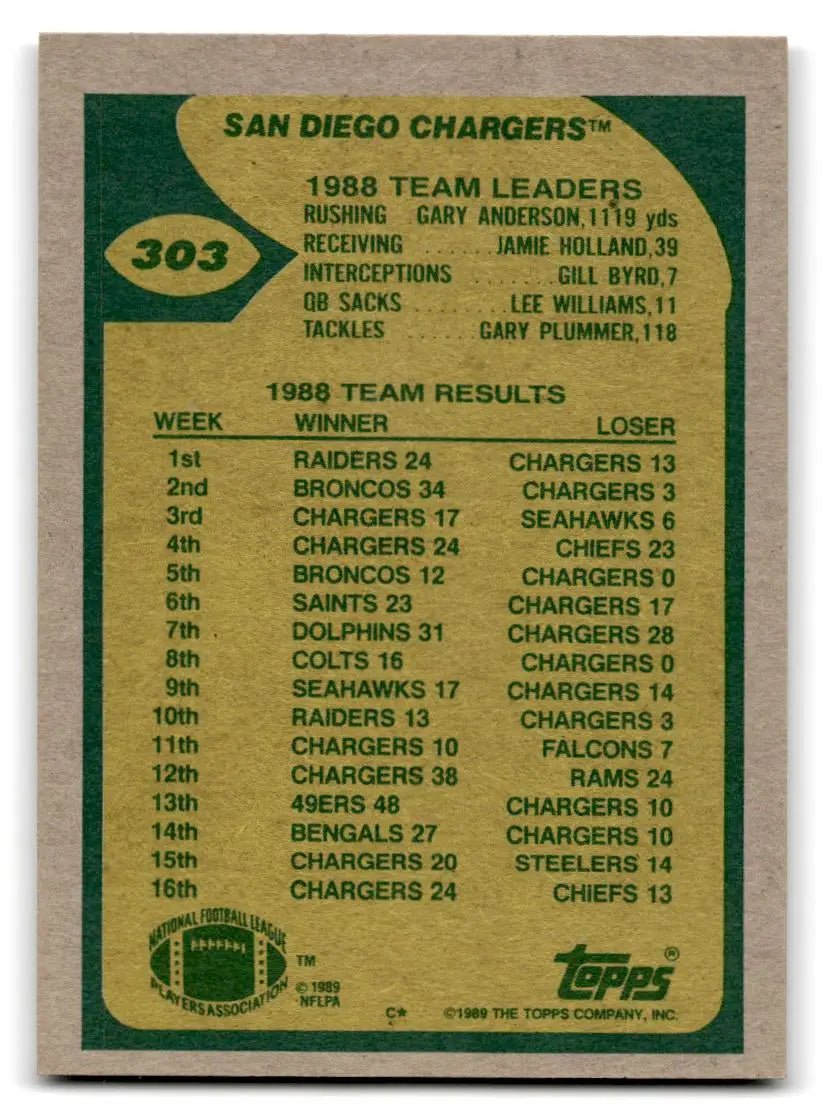 SAN DIEGO CHARGERS™
303
1988 TEAM LEADERS
RUSHING . GARY ANDERSON,1119 yds
RECEIVING ...... JAMIE HOLLAND,39
INTERCEPTIONS ....... GILL BYRD,7
QB SACKS ........ LEE WILLIAMS,11
TACKLES ...... GARY PLUMMER,118
1988 TEAM RESULTS
WEEK WINNER LOSER
1st RAIDERS 24 CHARGERS 13
2nd BRONCOS 34 CHARGERS 3
3rd CHARGERS 17 SEAHAWKS 6
4th CHARGERS 24 CHIEFS 23
5th BRONCOS 12 CHARGERS 0
6th SAINTS 23 CHARGERS 17
7th DOLPHINS 31 CHARGERS 28
8th COLTS 16 CHARGERS 0
9th SEAHAWKS 17 CHARGERS 14
10th RAIDERS 13 CHARGERS 3
11th CHARGERS 10 FALCONS 7
12th CHARGERS 38 RAMS 24
13th 49ERS 48 CHARGERS 10
14th BENGALS 27 CHARGERS 10
15th CHARGERS 20 STEELERS 14
16th CHARGERS 24 CHIEFS 13
NATIONAL FOOTBALL LEAGUE
PLAYERS ASSOCIATION
TM
© 1989
NFLPA
topps®
C* ©1989 THE TOPPS COMPANY, INC.